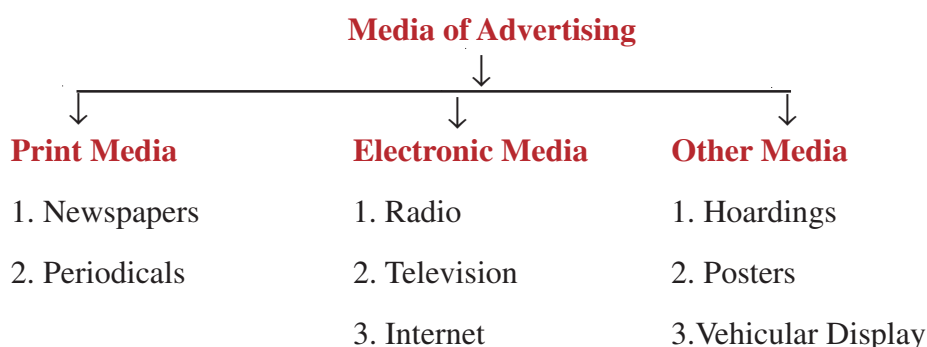 Media of Advertising
Print Media
1. Newspapers
2. Periodicals
Electronic Media
1. Radio
2. Television
3. Internet
Other Media
1. Hoardings
2. Posters
3.Vehicular Display